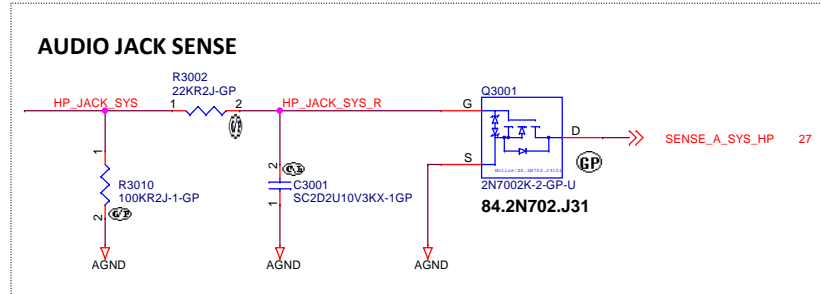 AUDIO JACK SENSE
R3002
22KR2J-GP
HP_JACK_SYS
1
2
HP_JACK_SYS_R
G
Q3001
D
SENSE_A_SYS_HP 27
S
GP
2N7002K-2-GP-U
84.2N702.J31
1
R3010
100KR2J-1-GP
2
2
C3001
SC2D2U10V3KX-1GP
1
AGND
AGND
AGND